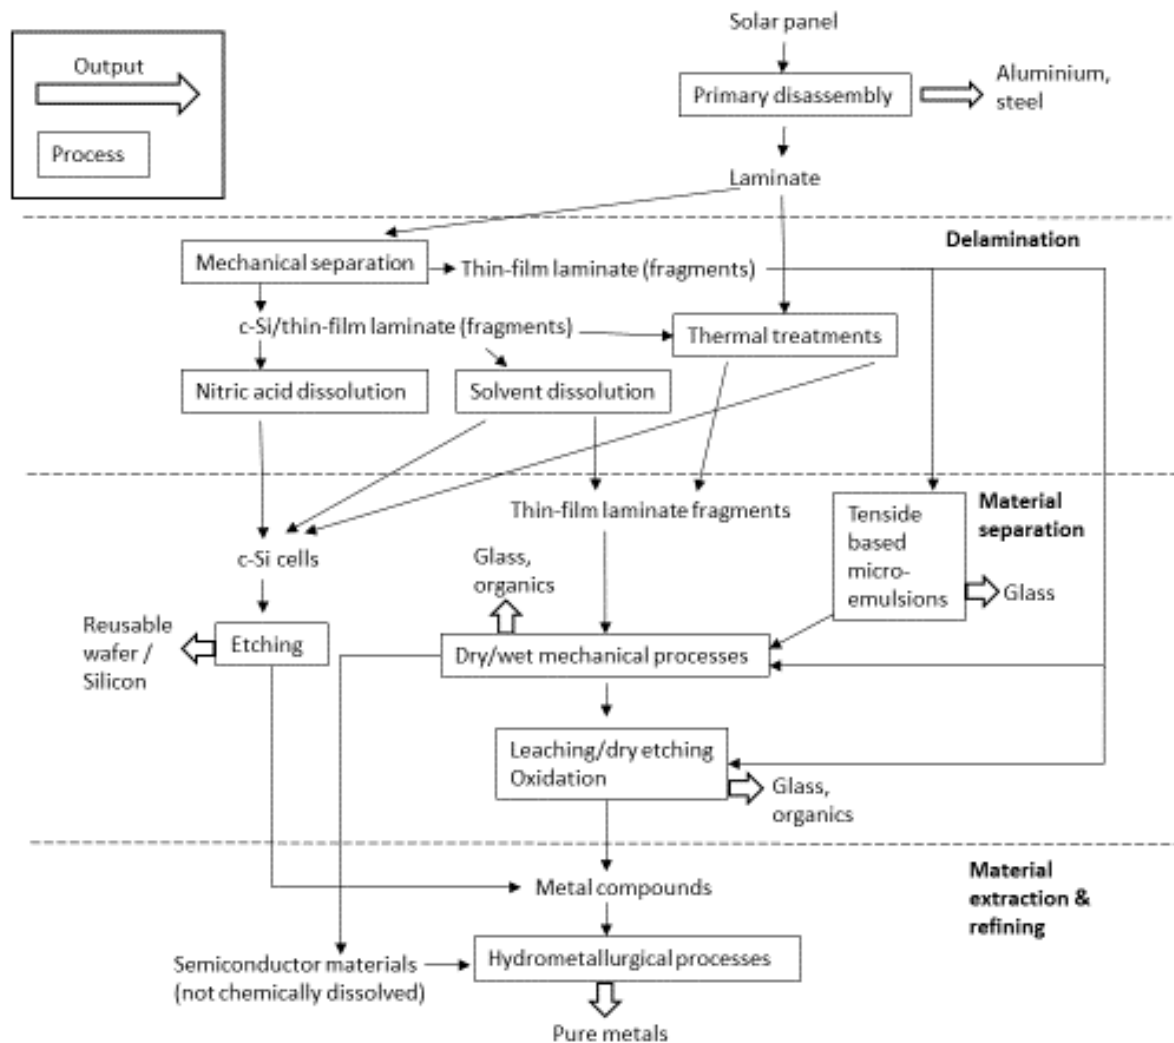 Solar panel
Output
Primary disassembly
Aluminium,
steel
Process
Laminate
Delamination
Mechanical separation
Thin-film laminate (fragments)
c-Si/thin-film laminate (fragments)
Thermal treatments
Nitric acid dissolution
Solvent dissolution
Thin-film laminate fragments
Material
separation
Tenside
based
micro-
emulsions
Glass
c-Si cells
Glass,
organics
Reusable
wafer /
Silicon
Etching
Dry/wet mechanical processes
Leaching/dry etching
Oxidation
Glass,
organics
Material
extraction &
refining
Metal compounds
Semiconductor materials
(not chemically dissolved)
Hydrometallurgical processes
Pure metals